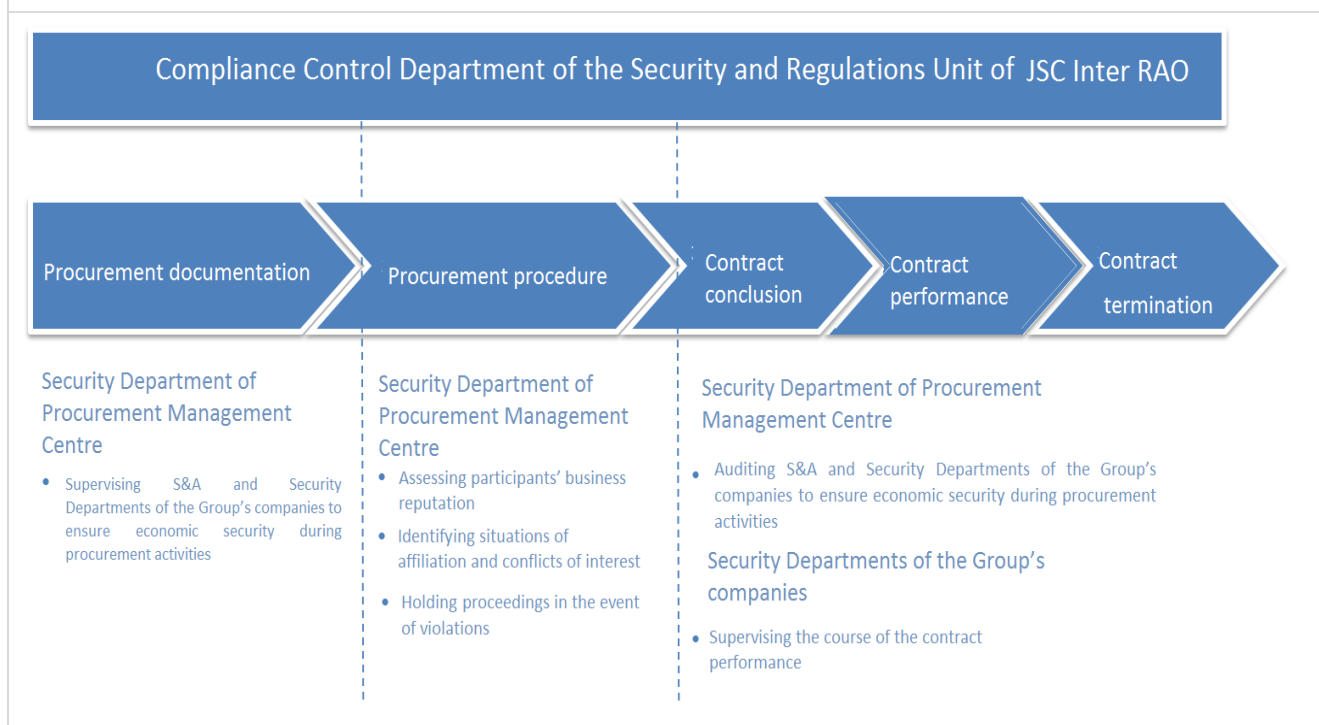 Compliance Control Department of the Security and Regulations Unit of JSC Inter RAO
Procurement documentation
Procurement procedure
Contract
conclusion
Contract
performance
Contract
termination
Security Department of
Procurement Management
Centre
• Supervising S&A and Security
Departments of the Group's companies to
ensure economic security during
procurement activities
Security Department of
Procurement Management
Centre
• Assessing participants' business
reputation
• Identifying situations of
affiliation and conflicts of interest
• Holding proceedings in the event
of violations
Security Department of Procurement
Management Centre
• Auditing S&A and Security Departments of the Group's
companies to ensure economic security during procurement
activities
Security Departments of the Group's
companies
• Supervising the course of the contract
performance